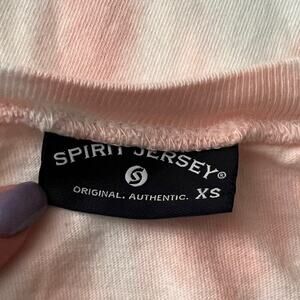 SPIRIT JERSEY®
S
ORIGINAL. AUTHENTIC. XS